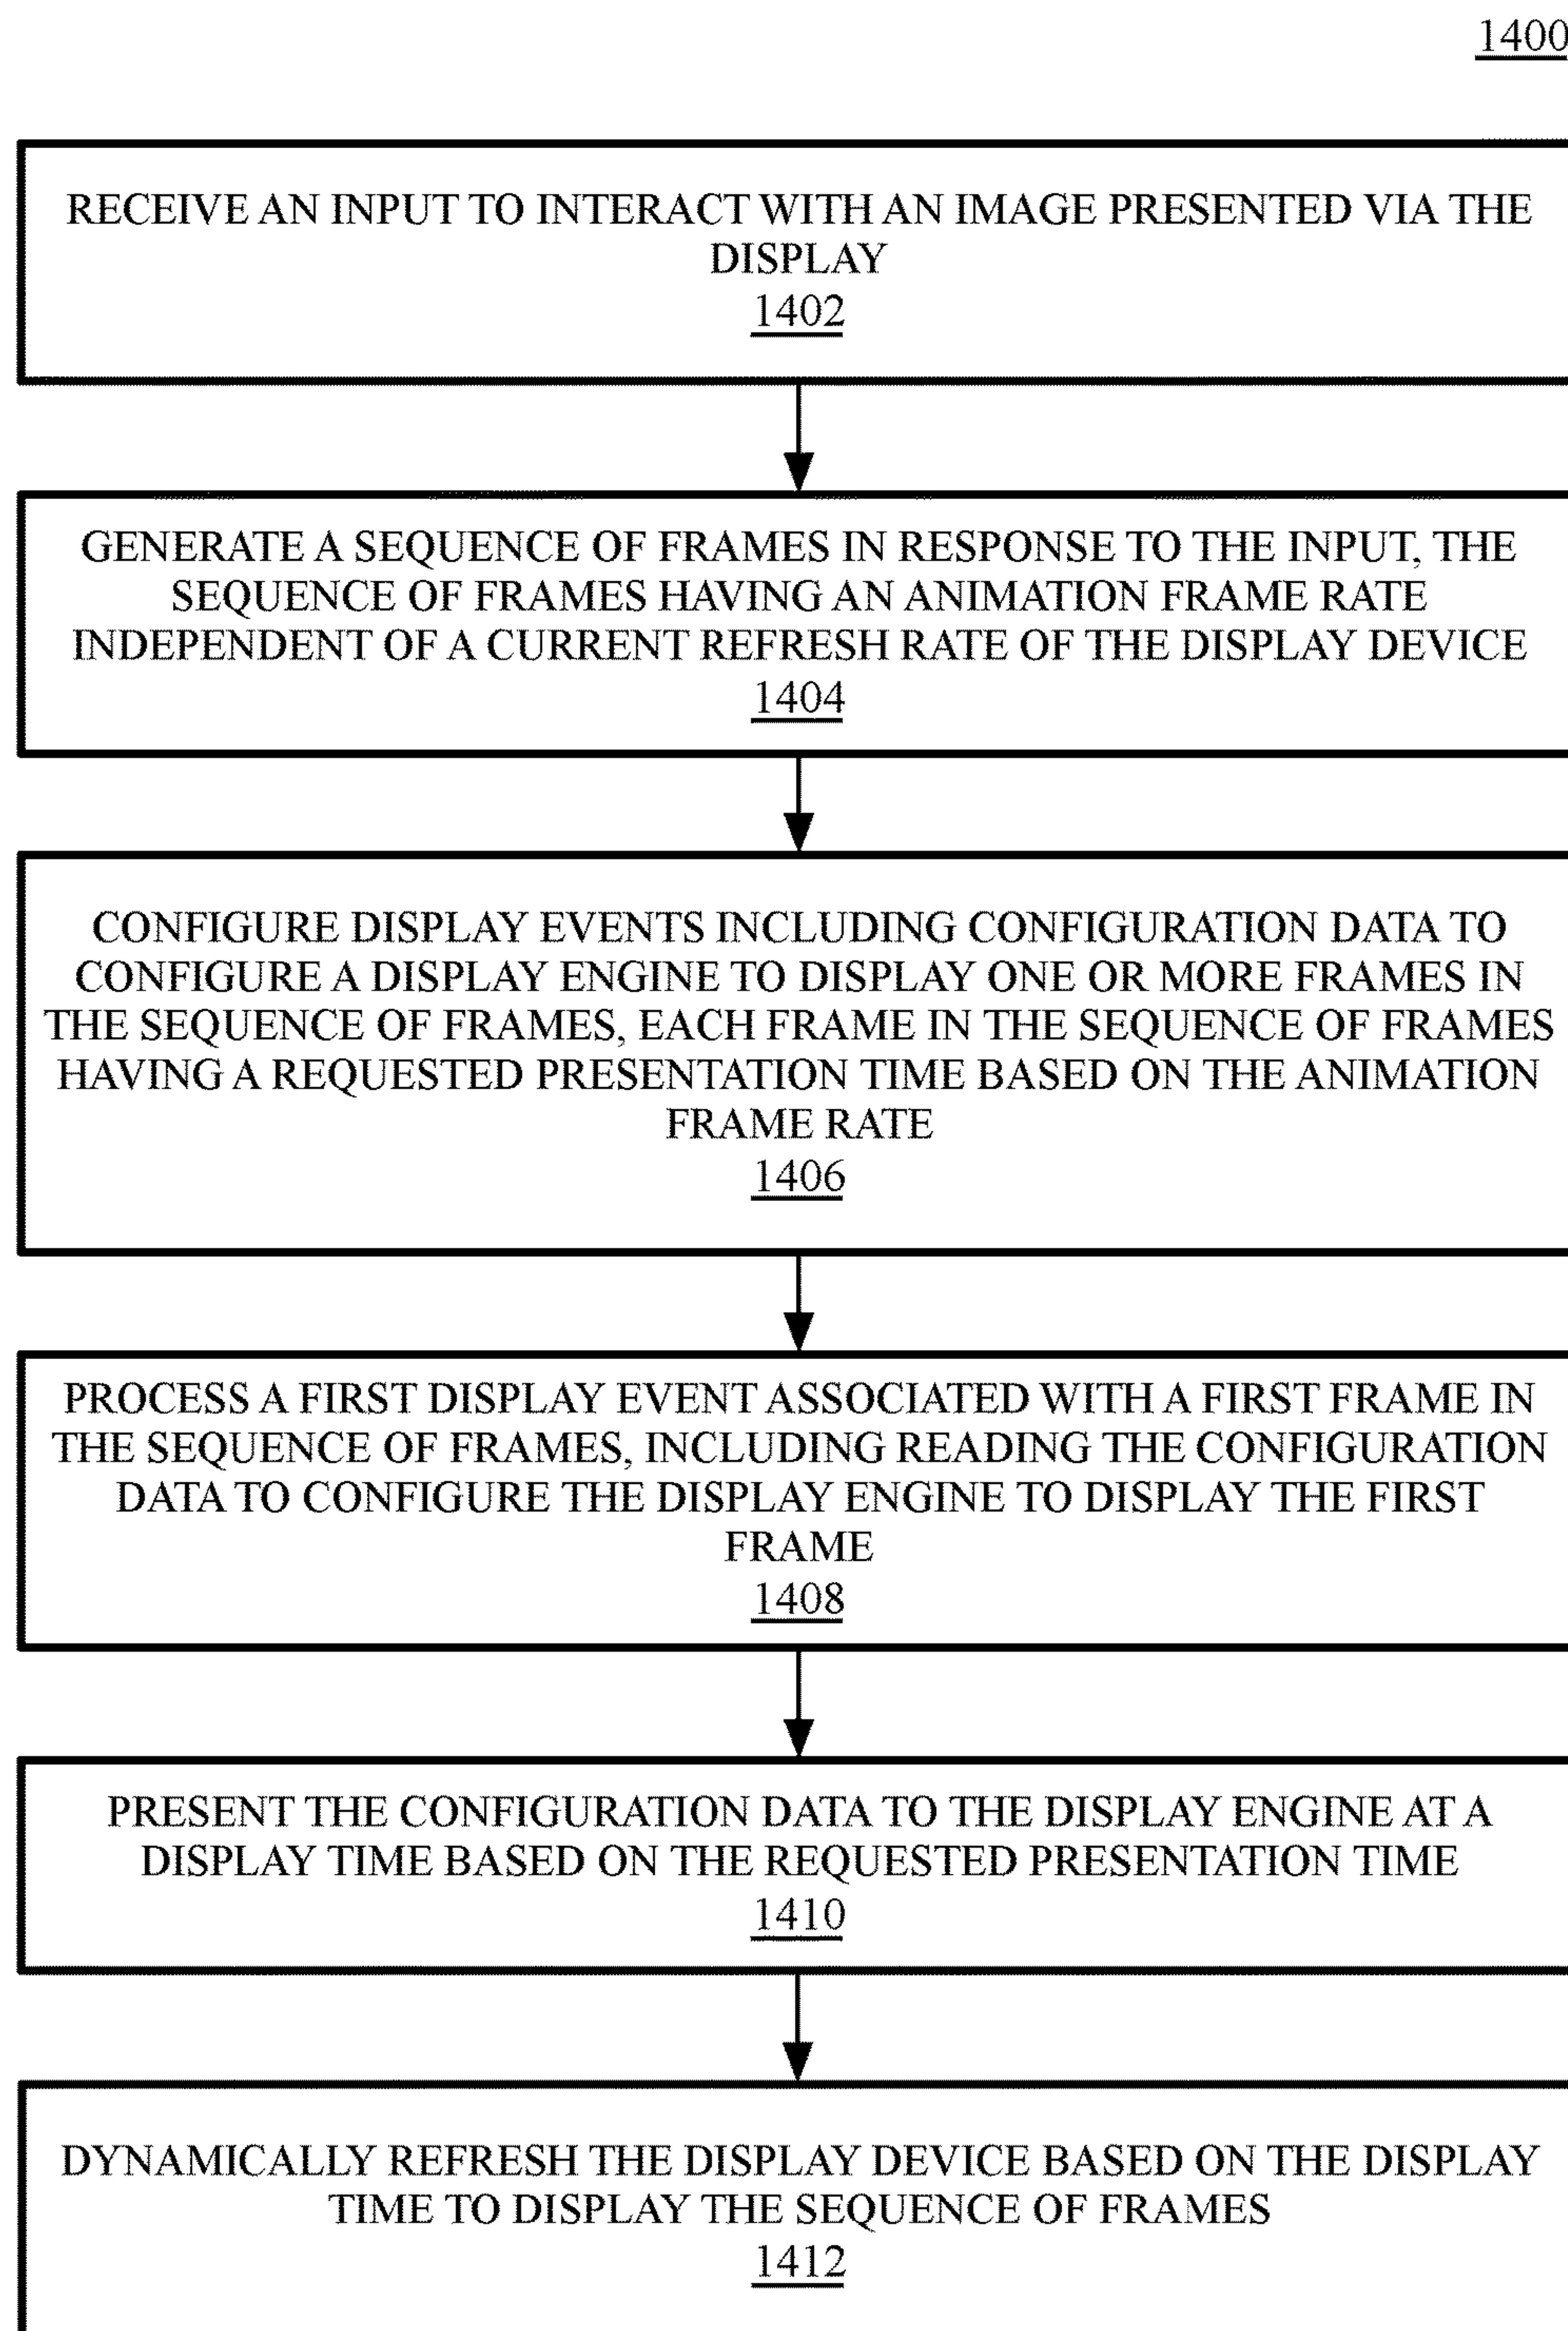 1400
RECEIVE AN INPUT TO INTERACT WITH AN IMAGE PRESENTED VIA THE
DISPLAY
1402
GENERATE A SEQUENCE OF FRAMES IN RESPONSE TO THE INPUT, THE
SEQUENCE OF FRAMES HAVING AN ANIMATION FRAME RATE
INDEPENDENT OF A CURRENT REFRESH RATE OF THE DISPLAY DEVICE
1404
CONFIGURE DISPLAY EVENTS INCLUDING CONFIGURATION DATA TO
CONFIGURE A DISPLAY ENGINE TO DISPLAY ONE OR MORE FRAMES IN
THE SEQUENCE OF FRAMES, EACH FRAME IN THE SEQUENCE OF FRAMES
HAVING A REQUESTED PRESENTATION TIME BASED ON THE ANIMATION
FRAME RATE
1406
PROCESS A FIRST DISPLAY EVENT ASSOCIATED WITH A FIRST FRAME IN
THE SEQUENCE OF FRAMES, INCLUDING READING THE CONFIGURATION
DATA TO CONFIGURE THE DISPLAY ENGINE TO DISPLAY THE FIRST
FRAME
1408
PRESENT THE CONFIGURATION DATA TO THE DISPLAY ENGINE AT A
DISPLAY TIME BASED ON THE REQUESTED PRESENTATION TIME
1410
DYNAMICALLY REFRESH THE DISPLAY DEVICE BASED ON THE DISPLAY
TIME TO DISPLAY THE SEQUENCE OF FRAMES
1412